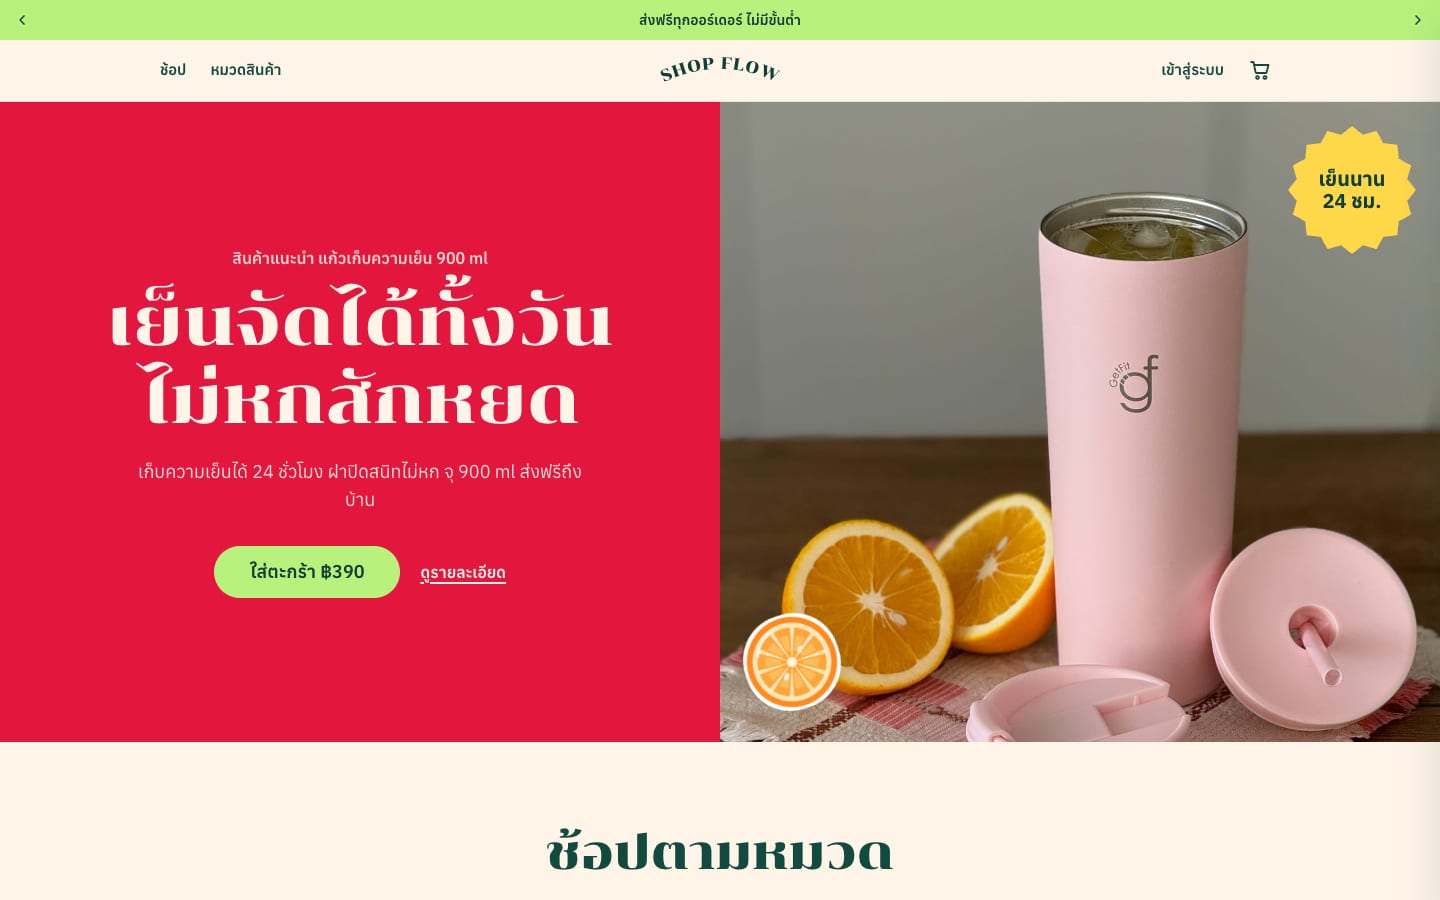 ส่งฟรีทุกออร์เดอร์ ไม่มีขั้นต่ำ
ช้อป
หมวดสินค้า
SHOP FLOW
เข้าสู่ระบบ
สินค้าแนะนำ แก้วเก็บความเย็น 900 ml
เย็นจัดได้ทั้งวัน
ไม่หกสักหยด
เก็บความเย็นได้ 24 ชั่วโมง ฝาปิดสนิทไม่หก จุ 900 ml ส่งฟรีถึง
บ้าน
ใส่ตะกร้า ฿390
ดูรายละเอียด
เย็นนาน
24 ชม.
GetFit
gf
ช้อปตามหมวด